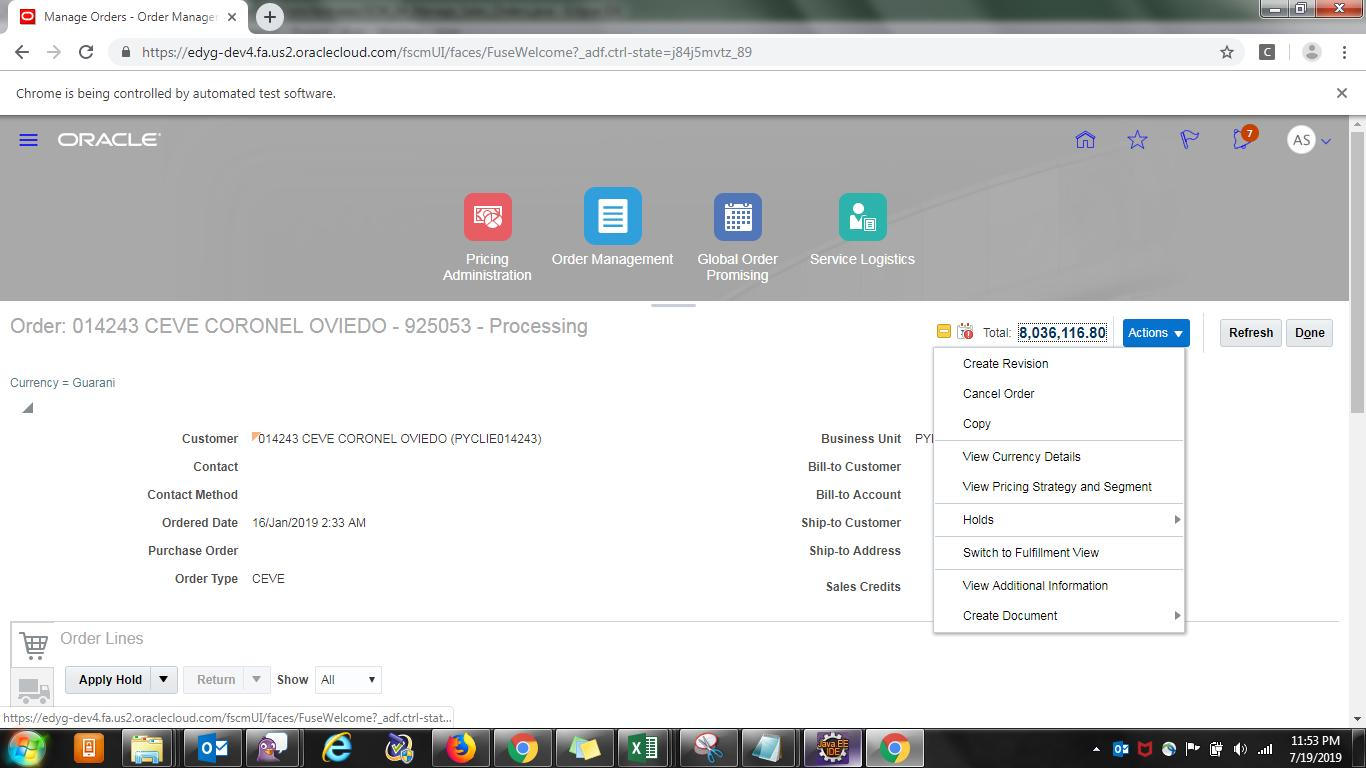 Manage Orders - Order Manager
https://edyg-dev4.fa.us2.oraclecloud.com/fscmUI/faces/FuseWelcome?_adf.ctrl-state=j84j5mvtz_89
C
Chrome is being controlled by automated test software.
ORACLE
7
AS
Pricing Administration
Order Management
Global Order Promising
Service Logistics
Order: 014243 CEVE CORONEL OVIEDO - 925053 - Processing
Total: 8,036,116.80
Actions
Refresh
Done
Currency = Guarani
Create Revision
Cancel Order
Copy
View Currency Details
View Pricing Strategy and Segment
Holds
Switch to Fulfillment View
View Additional Information
Create Document
Customer 014243 CEVE CORONEL OVIEDO (PYCLIE014243)
Contact
Contact Method
Ordered Date 16/Jan/2019 2:33 AM
Purchase Order
Order Type CEVE
Business Unit
Bill-to Customer
Bill-to Account
Ship-to Customer
Ship-to Address
Sales Credits
Order Lines
Apply Hold
Return
Show All
https://edyg-dev4.fa.us2.oraclecloud.com/fscmUI/faces/FuseWelcome?_adf.ctrl-stat...
Java EE
IDE
11:53 PM
7/19/2019